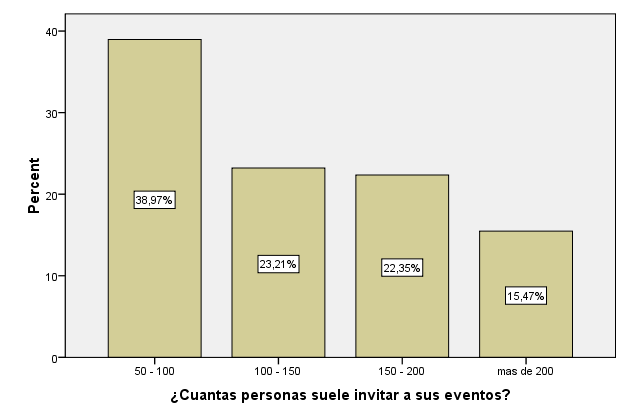 Percent
40
30
20
10
0
38,97%
23,21%
22,35%
15,47%
50 - 100
100 - 150
150 - 200
mas de 200
¿Cuantas personas suele invitar a sus eventos?